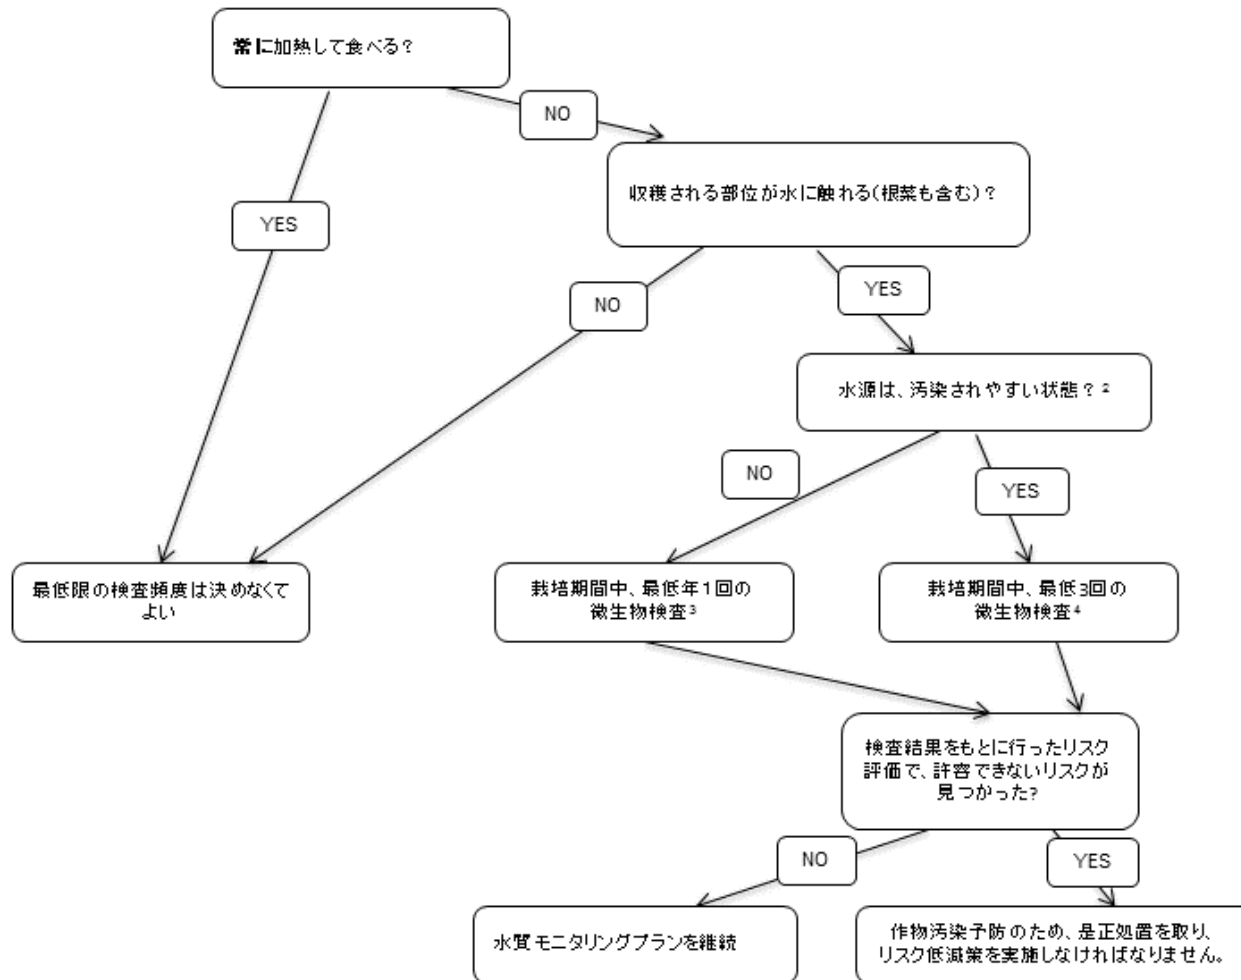 常に加熱して食べる?
NO
収穫される部位が水に触れる(根菜も含む)?
YES
NO
YES
水源は、汚染されやすい状態? ²
NO
YES
最低限の検査頻度は決めなくて
よい
栽培期間中、最低年1回の
微生物検査³
栽培期間中、最低3回の
微生物検査⁴
検査結果をもとに行ったリスク
評価で、許容できないリスクが
見つかった?
NO
YES
水質モニタリングプランを継続
作物汚染予防のため、是正処置を取り、
リスク低減策を実施しなければなりません。